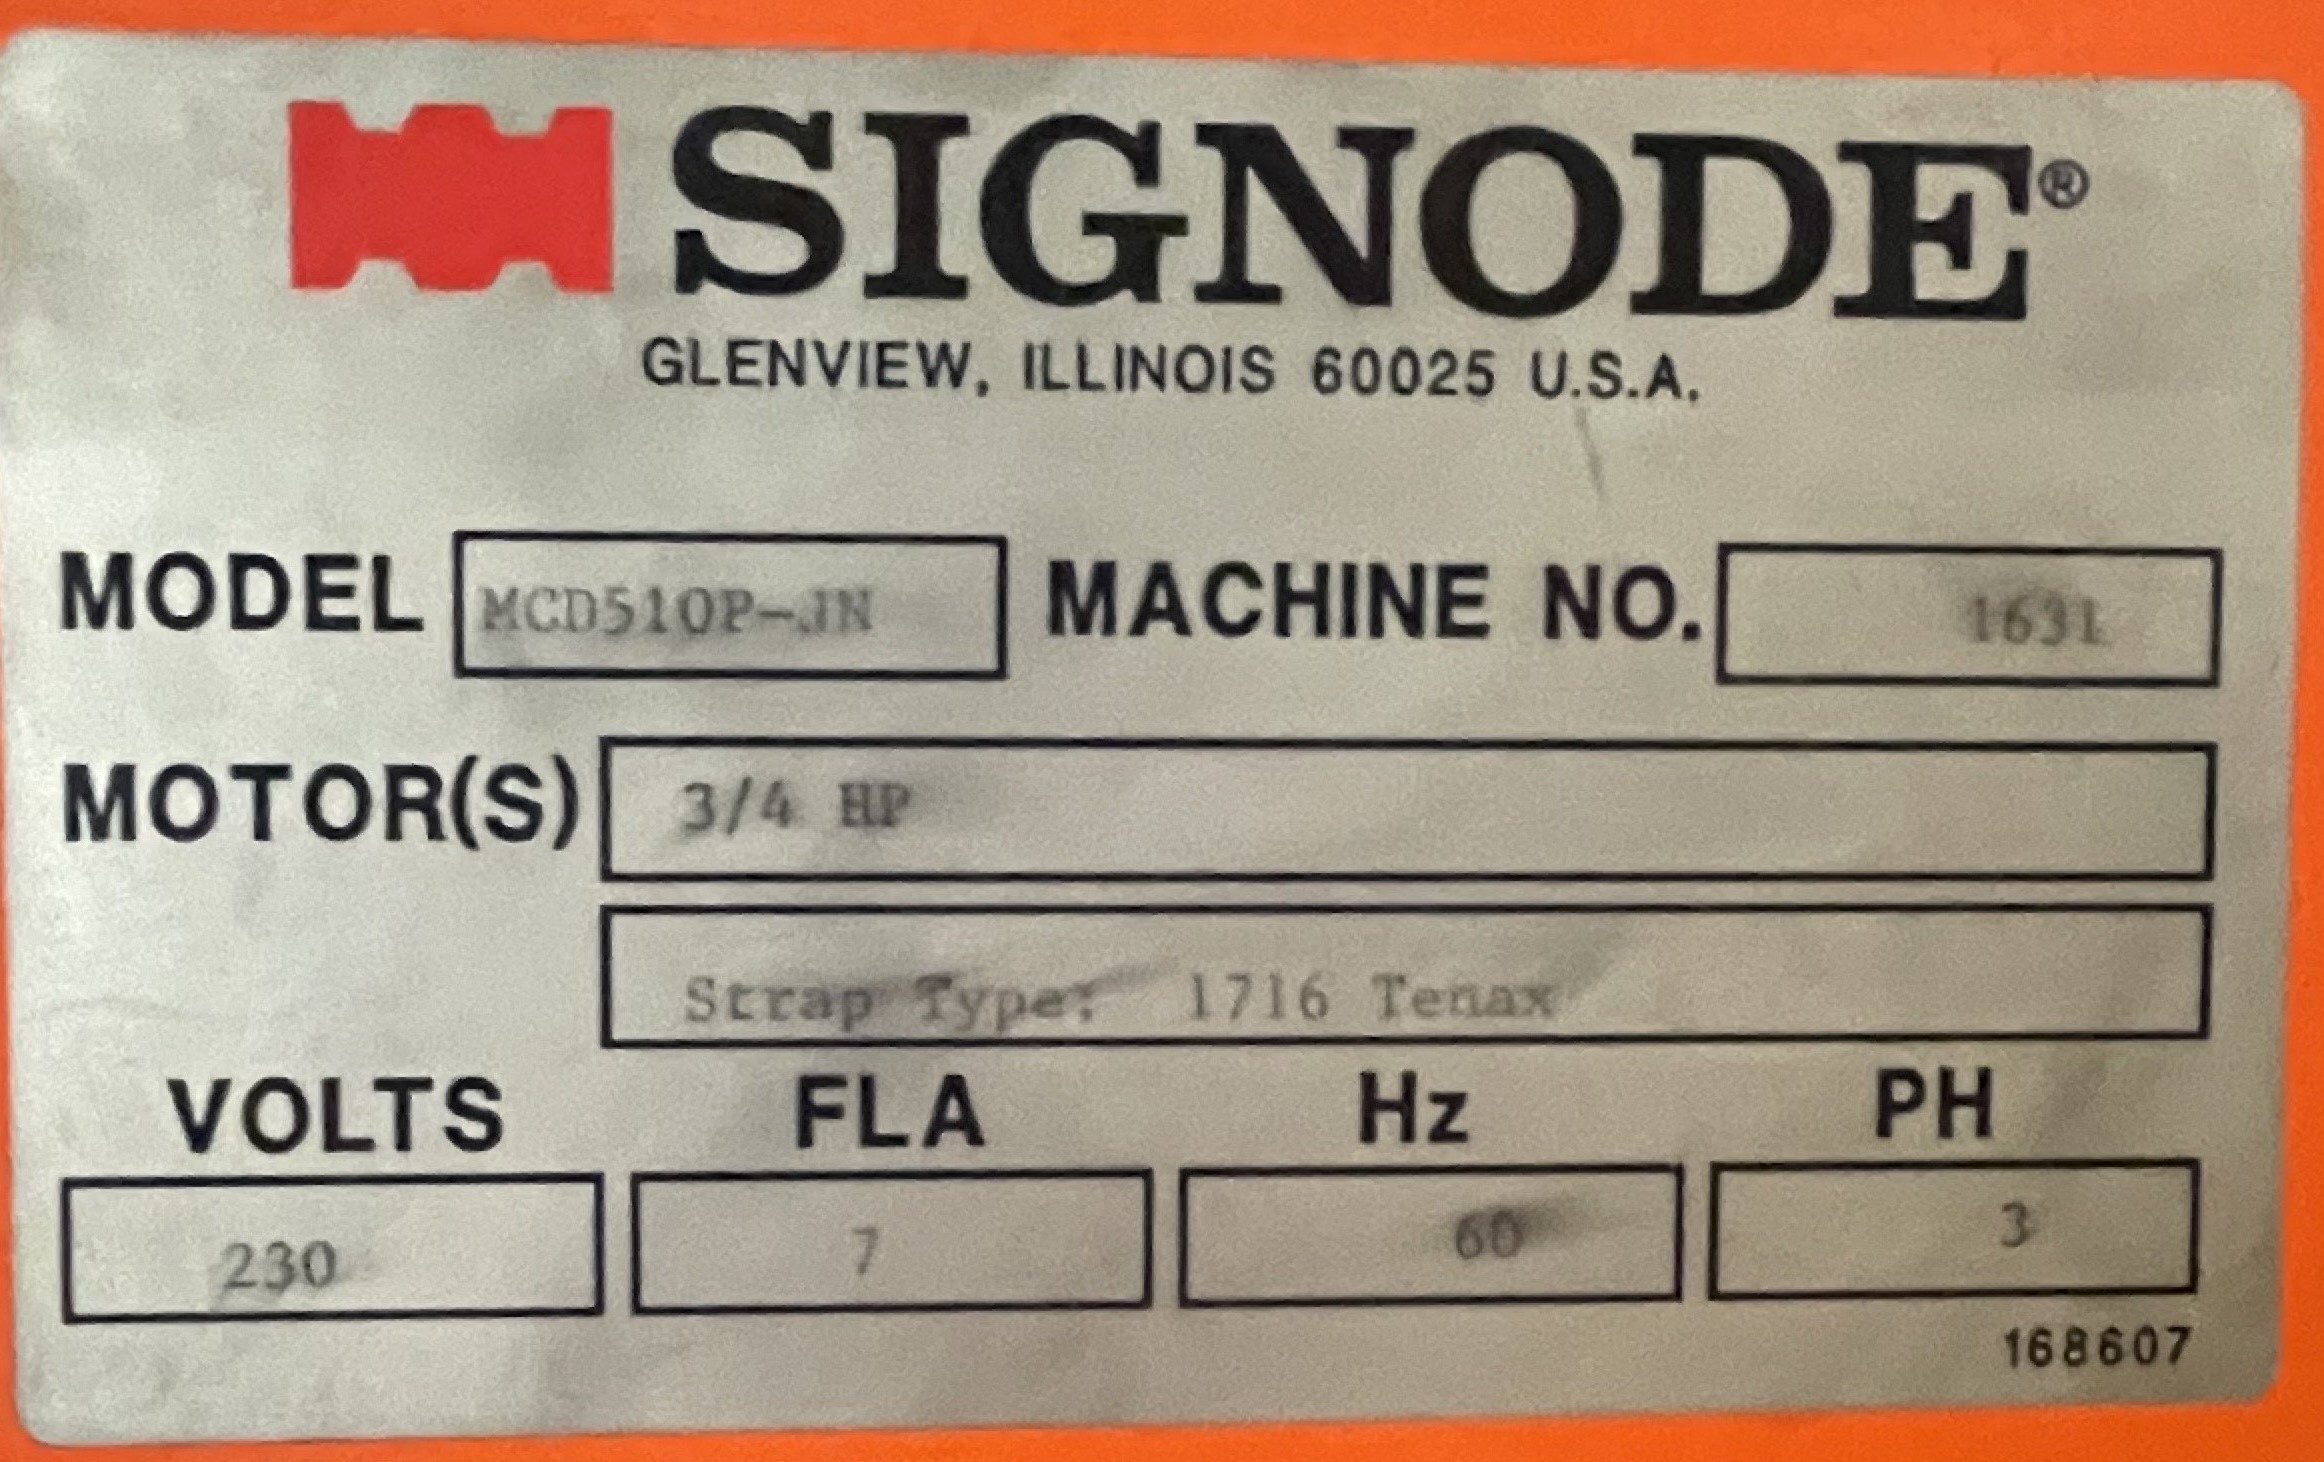 SIGNODE®
GLENVIEW, ILLINOIS 60025 U.S.A.
MODEL MCD510P-JN MACHINE NO. 1631
MOTOR(S) 3/4 HP
Strap Type: 1716 Tenax
VOLTS FLA Hz PH
230 7 60 3
168607